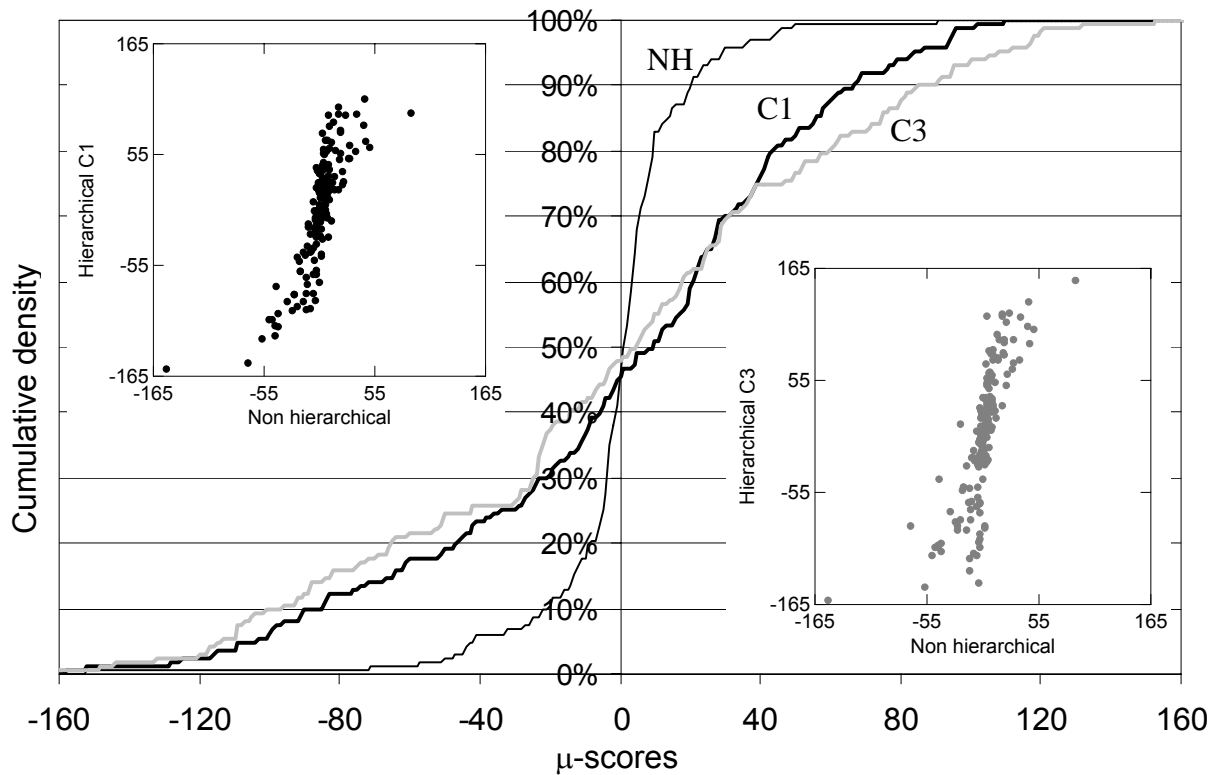 100%
90%
80%
70%
60%
50%
40%
30%
20%
10%
0%
Cumulative density
-160 -120 -80 -40 0 40 80 120 160
μ-scores
NH
C1
C3
165
55
-55
-165
Hierarchical C1
-165 -55 55 165
Non hierarchical
165
55
-55
-165
Hierarchical C3
-165 -55 55 165
Non hierarchical